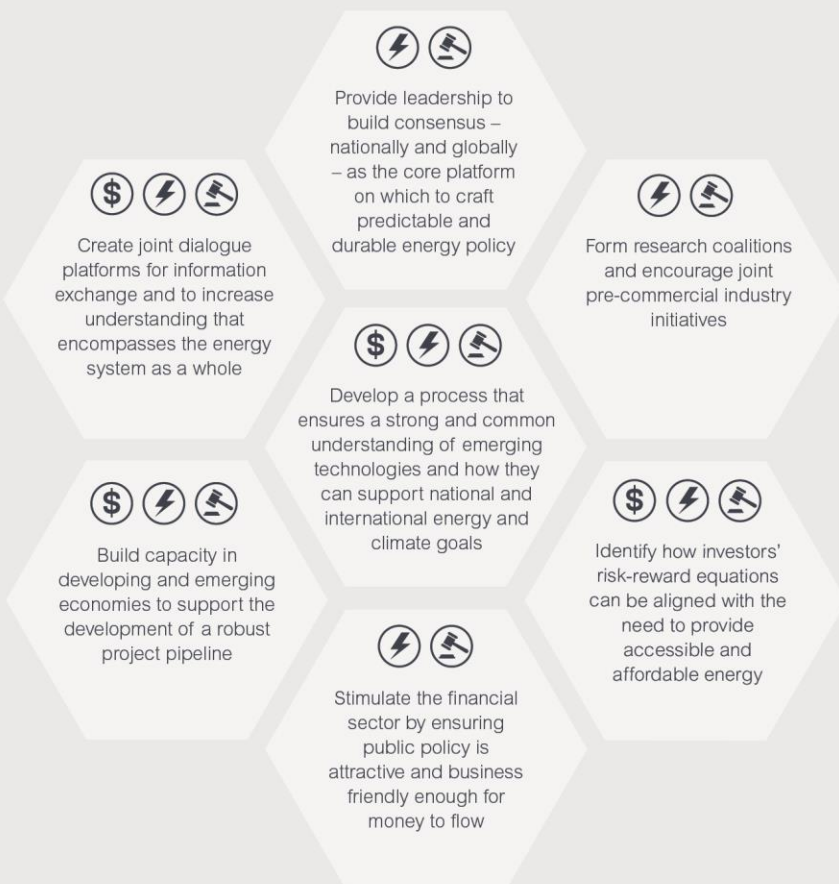 Provide leadership to
build consensus –
nationally and globally
– as the core platform
on which to craft
predictable and
durable energy policy
$
Create joint dialogue
platforms for information
exchange and to increase
understanding that
encompasses the energy
system as a whole
Form research coalitions
and encourage joint
pre-commercial industry
initiatives
$
Develop a process that
ensures a strong and common
understanding of emerging
technologies and how they
can support national and
international energy and
climate goals
$
Build capacity in
developing and emerging
economies to support the
development of a robust
project pipeline
$
Identify how investors’
risk-reward equations
can be aligned with the
need to provide
accessible and
affordable energy
Stimulate the financial
sector by ensuring
public policy is
attractive and business
friendly enough for
money to flow